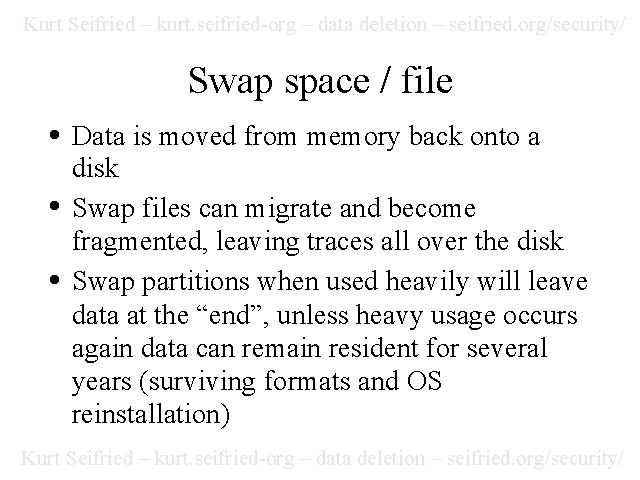 Kurt Seifried – kurt.seifried-org – data deletion – seifried.org/security/
Swap space / file
• Data is moved from memory back onto a
disk
• Swap files can migrate and become
fragmented, leaving traces all over the disk
• Swap partitions when used heavily will leave
data at the “end”, unless heavy usage occurs
again data can remain resident for several
years (surviving formats and OS
reinstallation)
Kurt Seifried – kurt.seifried-org – data deletion – seifried.org/security/